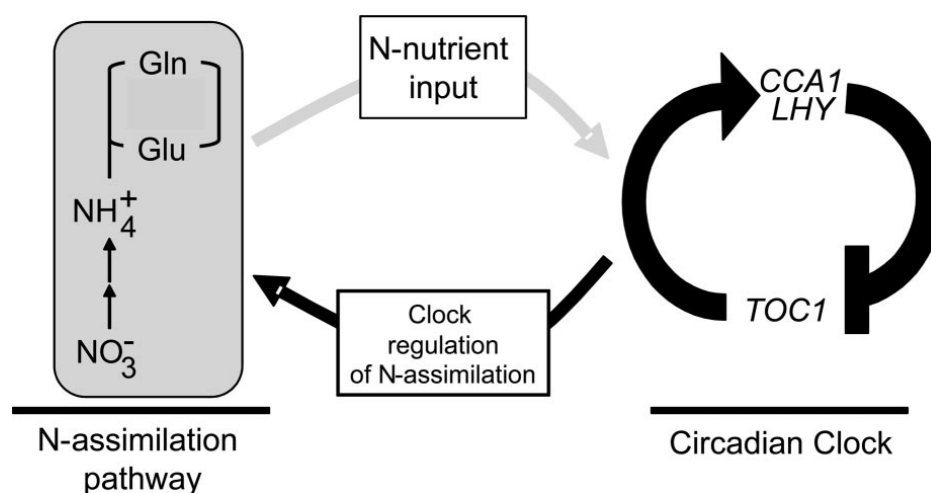 Gln
Glu
NH4+
NO3-
N-assimilation
pathway
N-nutrient
input
Clock
regulation
of N-assimilation
CCA1
LHY
TOC1
Circadian Clock